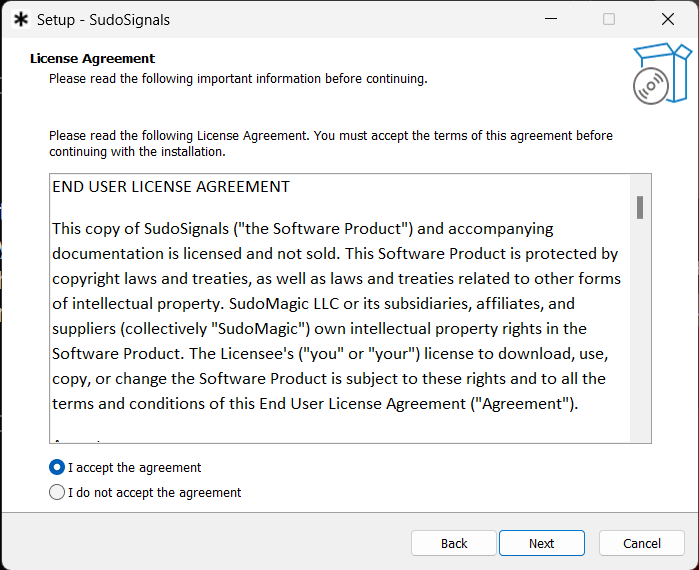 Setup - SudoSignals
License Agreement
Please read the following important information before continuing.
Please read the following License Agreement. You must accept the terms of this agreement before
continuing with the installation.
END USER LICENSE AGREEMENT
This copy of SudoSignals ("the Software Product") and accompanying
documentation is licensed and not sold. This Software Product is protected by
copyright laws and treaties, as well as laws and treaties related to other forms
of intellectual property. SudoMagic LLC or its subsidiaries, affiliates, and
suppliers (collectively "SudoMagic") own intellectual property rights in the
Software Product. The Licensee's ("you" or "your") license to download, use,
copy, or change the Software Product is subject to these rights and to all the
terms and conditions of this End User License Agreement ("Agreement").
I accept the agreement
I do not accept the agreement
Back
Next
Cancel